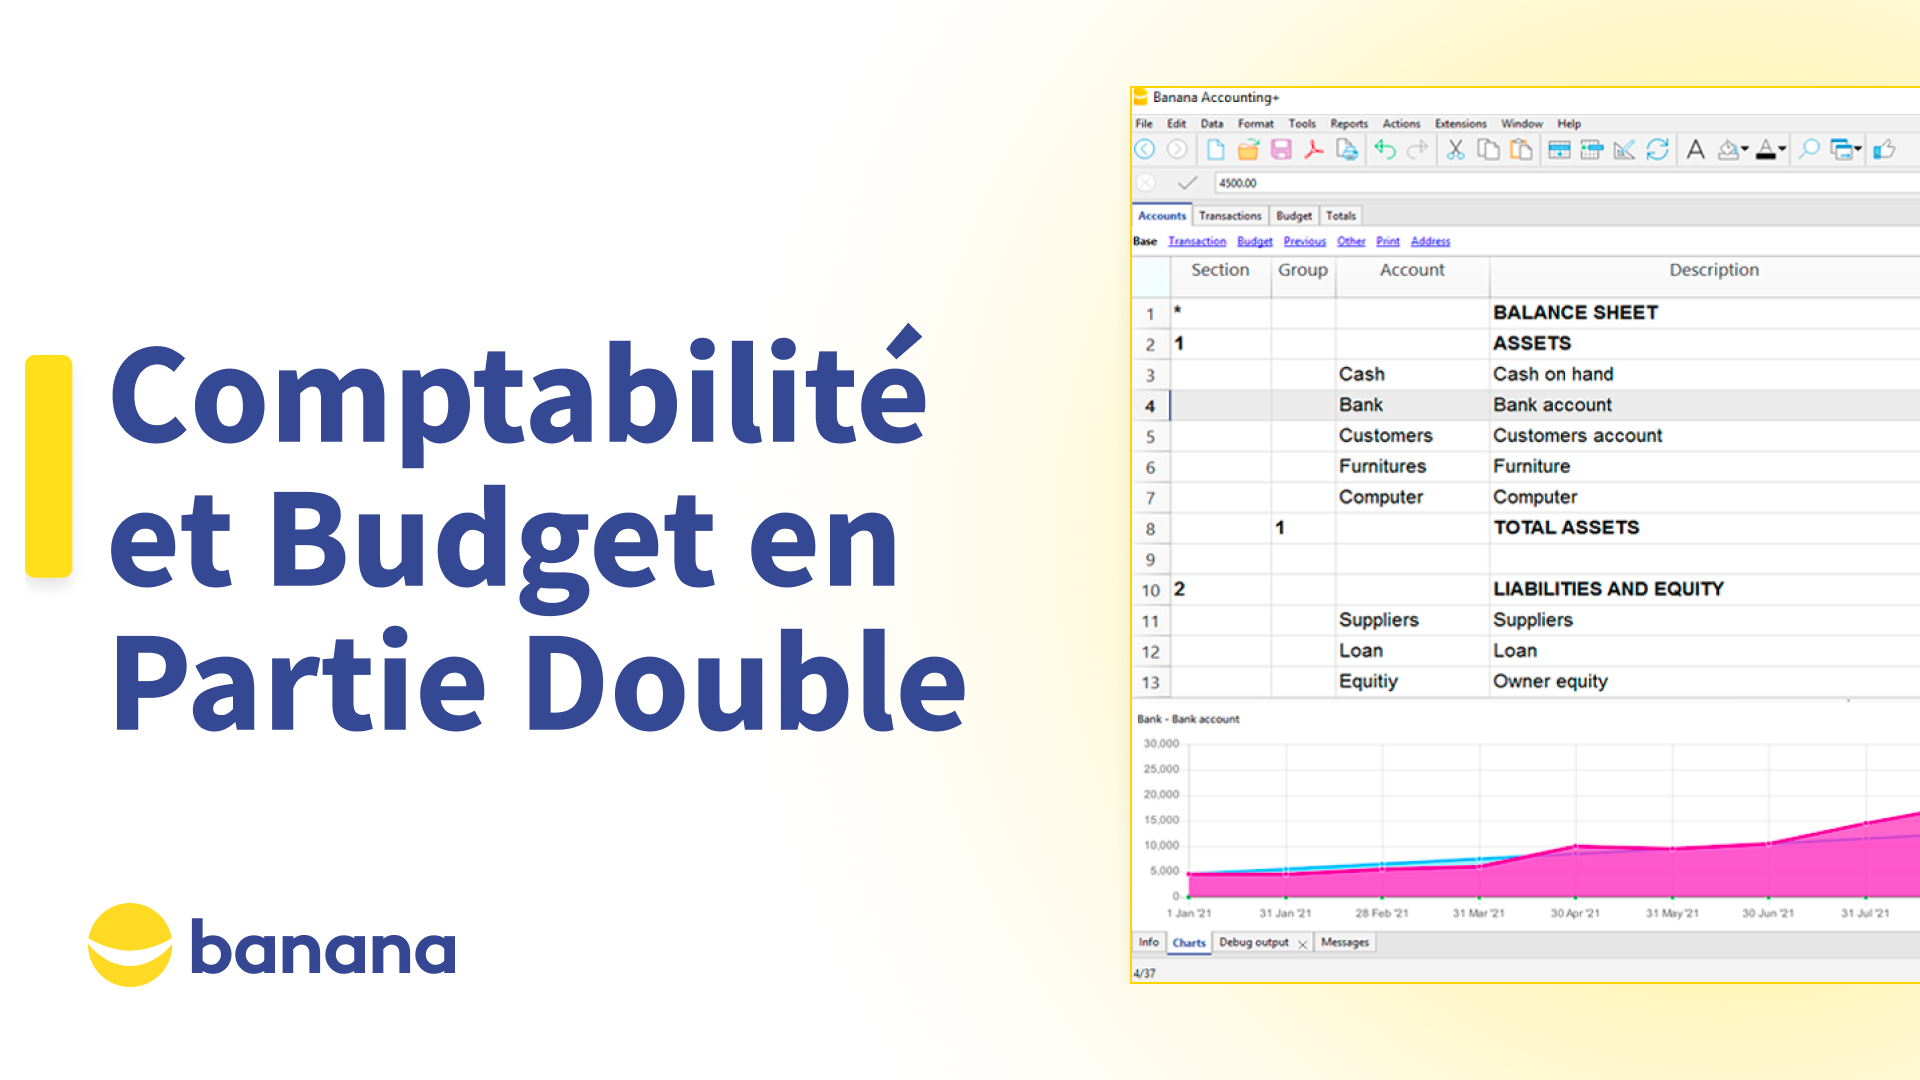 Comptabilité
et Budget en
Partie Double
banana
Banana Accounting+
File Edit Data Format Tools Reports Actions Extensions Window Help
4500.00
Accounts Transactions Budget Totals
Base Transaction Budget Previous Other Print Address
Section Group Account Description
1 * BALANCE SHEET
2 1 ASSETS
3 Cash Cash on hand
4 Bank Bank account
5 Customers Customers account
6 Furnitures Furniture
7 Computer Computer
8 1 TOTAL ASSETS
9
10 2 LIABILITIES AND EQUITY
11 Suppliers Suppliers
12 Loan Loan
13 Equitiy Owner equity
Bank - Bank account
30,000
25,000
20,000
15,000
10,000
5,000
0
1 Jan '21 31 Jan '21 28 Feb '21 31 Mar '21 30 Apr '21 31 May '21 30 Jun '21 31 Jul '21
Info Charts Debug output Messages
4/37